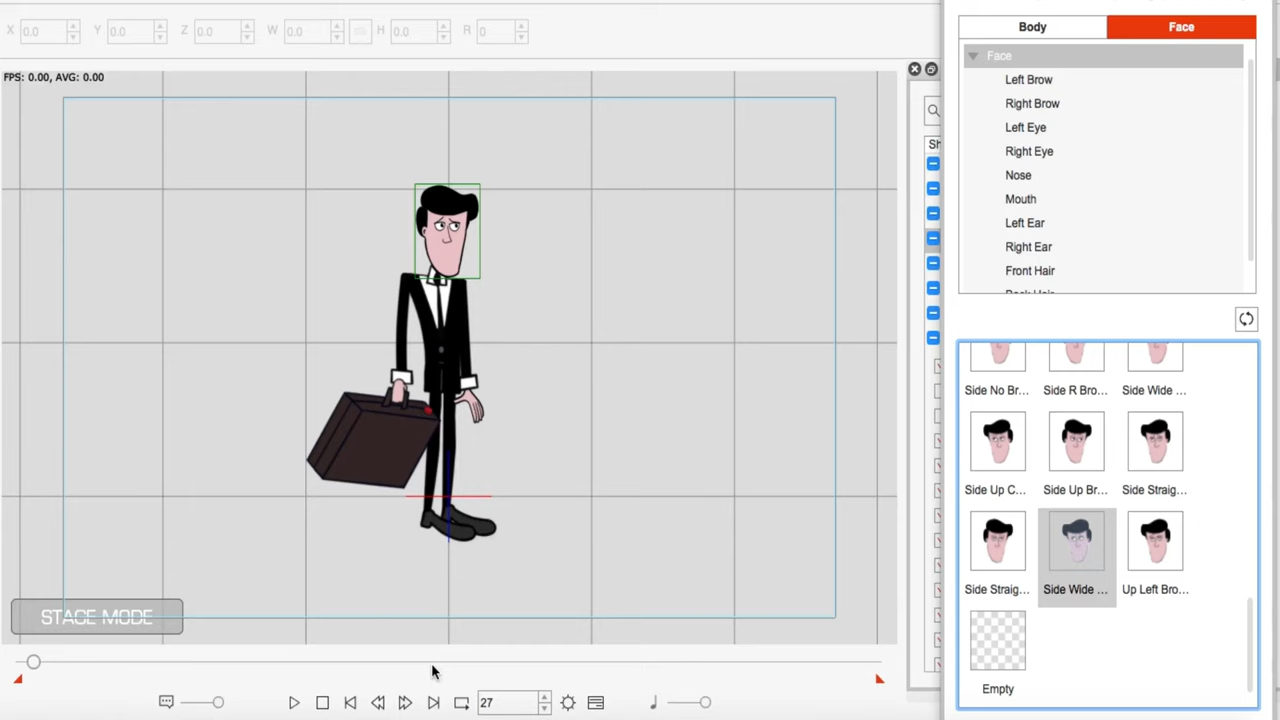 X 0.0 Y 0.0 Z 0.0 W 0.0 H 0.0 R 0
FPS: 0.00, AVG: 0.00
STAGE MODE
27
Sh
Body Face
Face
Left Brow
Right Brow
Left Eye
Right Eye
Nose
Mouth
Left Ear
Right Ear
Front Hair
Back Hair
Side No Br... Side R Bro... Side Wide ...
Side Up C... Side Up Br... Side Straig...
Side Straig... Side Wide ... Up Left Bro...
Empty